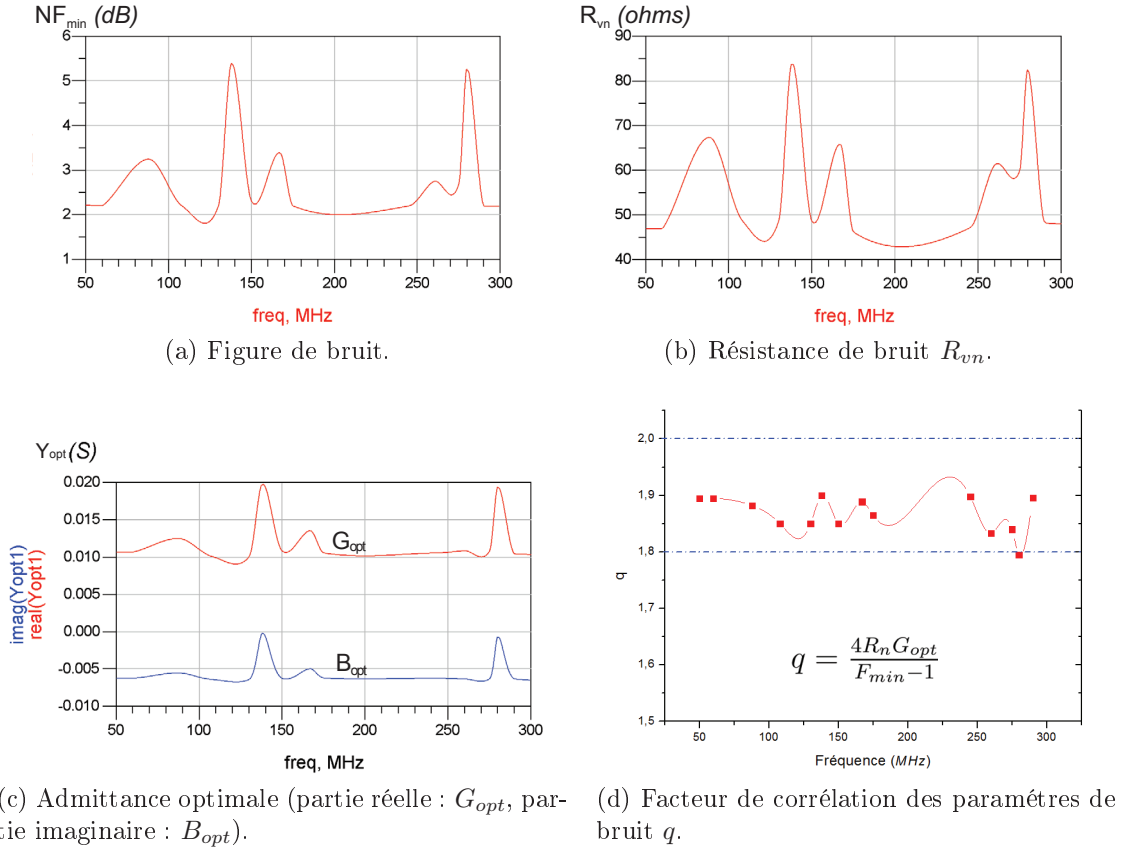 NFmin (dB)
6
5
4
3
2
1
50 100 150 200 250 300
freq, MHz
(a) Figure de bruit.
Rvn (ohms)
90
80
70
60
50
40
50 100 150 200 250 300
freq, MHz
(b) Résistance de bruit Rvn.
Yopt(S)
imag(Yopt1)
real(Yopt1)
0.020
0.015
0.010
0.005
0.000
-0.005
-0.010
Gopt
Bopt
50 100 150 200 250 300
freq, MHz
(c) Admittance optimale (partie réelle : Gopt, par-
tie imaginaire : Bopt).
q
2,0
1,9
1,8
1,7
1,6
1,5
q = 4RnGopt / Fmin−1
50 100 150 200 250 300
Fréquence (MHz)
(d) Facteur de corrélation des paramétres de
bruit q.